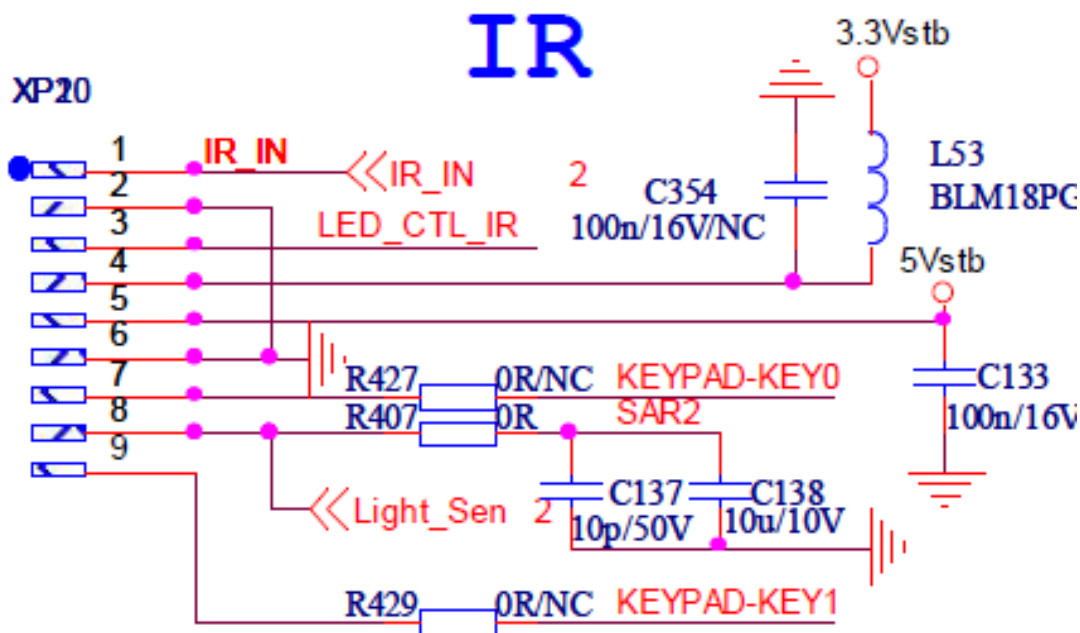 IR
3.3Vstb
1
IR_IN
IR_IN 2
L53
2
C354
BLM18PG
3
LED_CTL_IR
100n/16V/NC
4
5Vstb
5
6
7
R427 0R/NC KEYPAD-KEY0
C133
8
R407 0R SAR2
100n/16V
9
C137
C138
Light_Sen 2
10p/50V
10u/10V
R429 0R/NC KEYPAD-KEY1